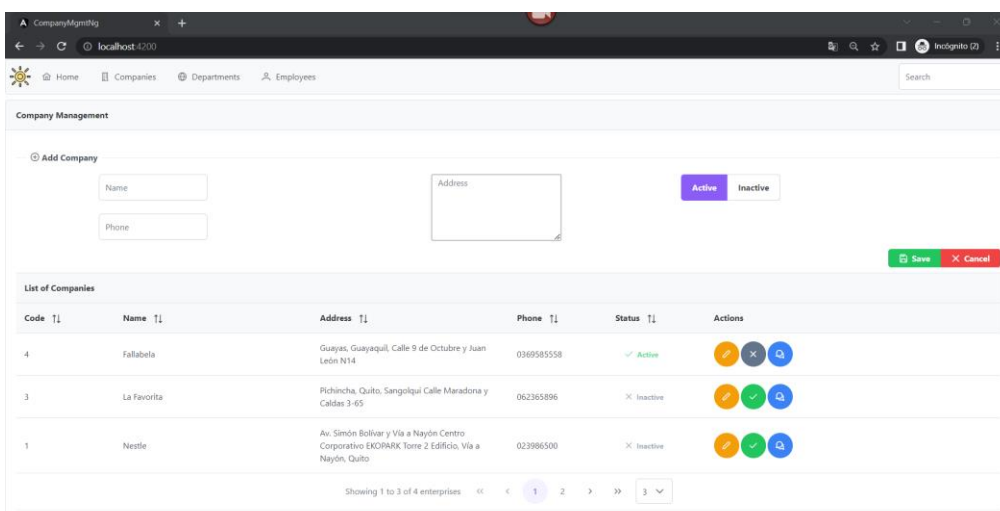 CompanyMgmtNg
localhost:4200
Incógnito (2)
Home Companies Departments Employees
Search
Company Management
Add Company
Name
Address
Active Inactive
Phone
Save Cancel
List of Companies
Code Name Address Phone Status Actions
4 Fallabela Guayas, Guayaquil, Calle 9 de Octubre y Juan León N14 0369585558 Active
3 La Favorita Pichincha, Quito, Sangolquí Calle Maradona y Caldas 3-65 062365896 Inactive
1 Nestle Av. Simón Bolívar y Vía a Nayón Centro Corporativo EKOPARK Torre 2 Edificio, Vía a Nayón, Quito 023986500 Inactive
Showing 1 to 3 of 4 enterprises << < 1 2 > >> 3